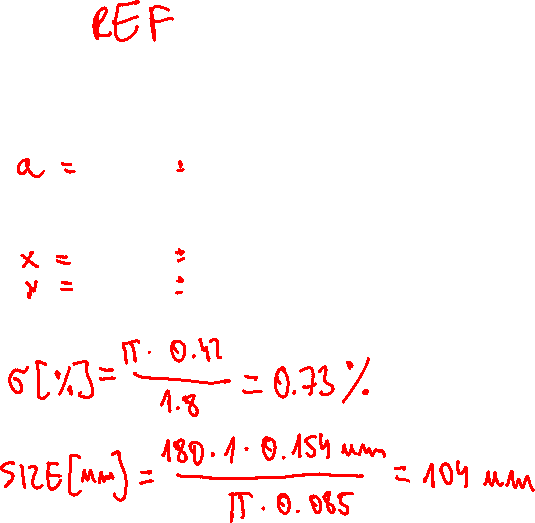 REF
a = =
x = =
y = =
σ[%] = π · 0.42 / 1.8 = 0.73 %
SIZE[nm] = 180 · 1 · 0.154 nm / π · 0.085 = 104 nm